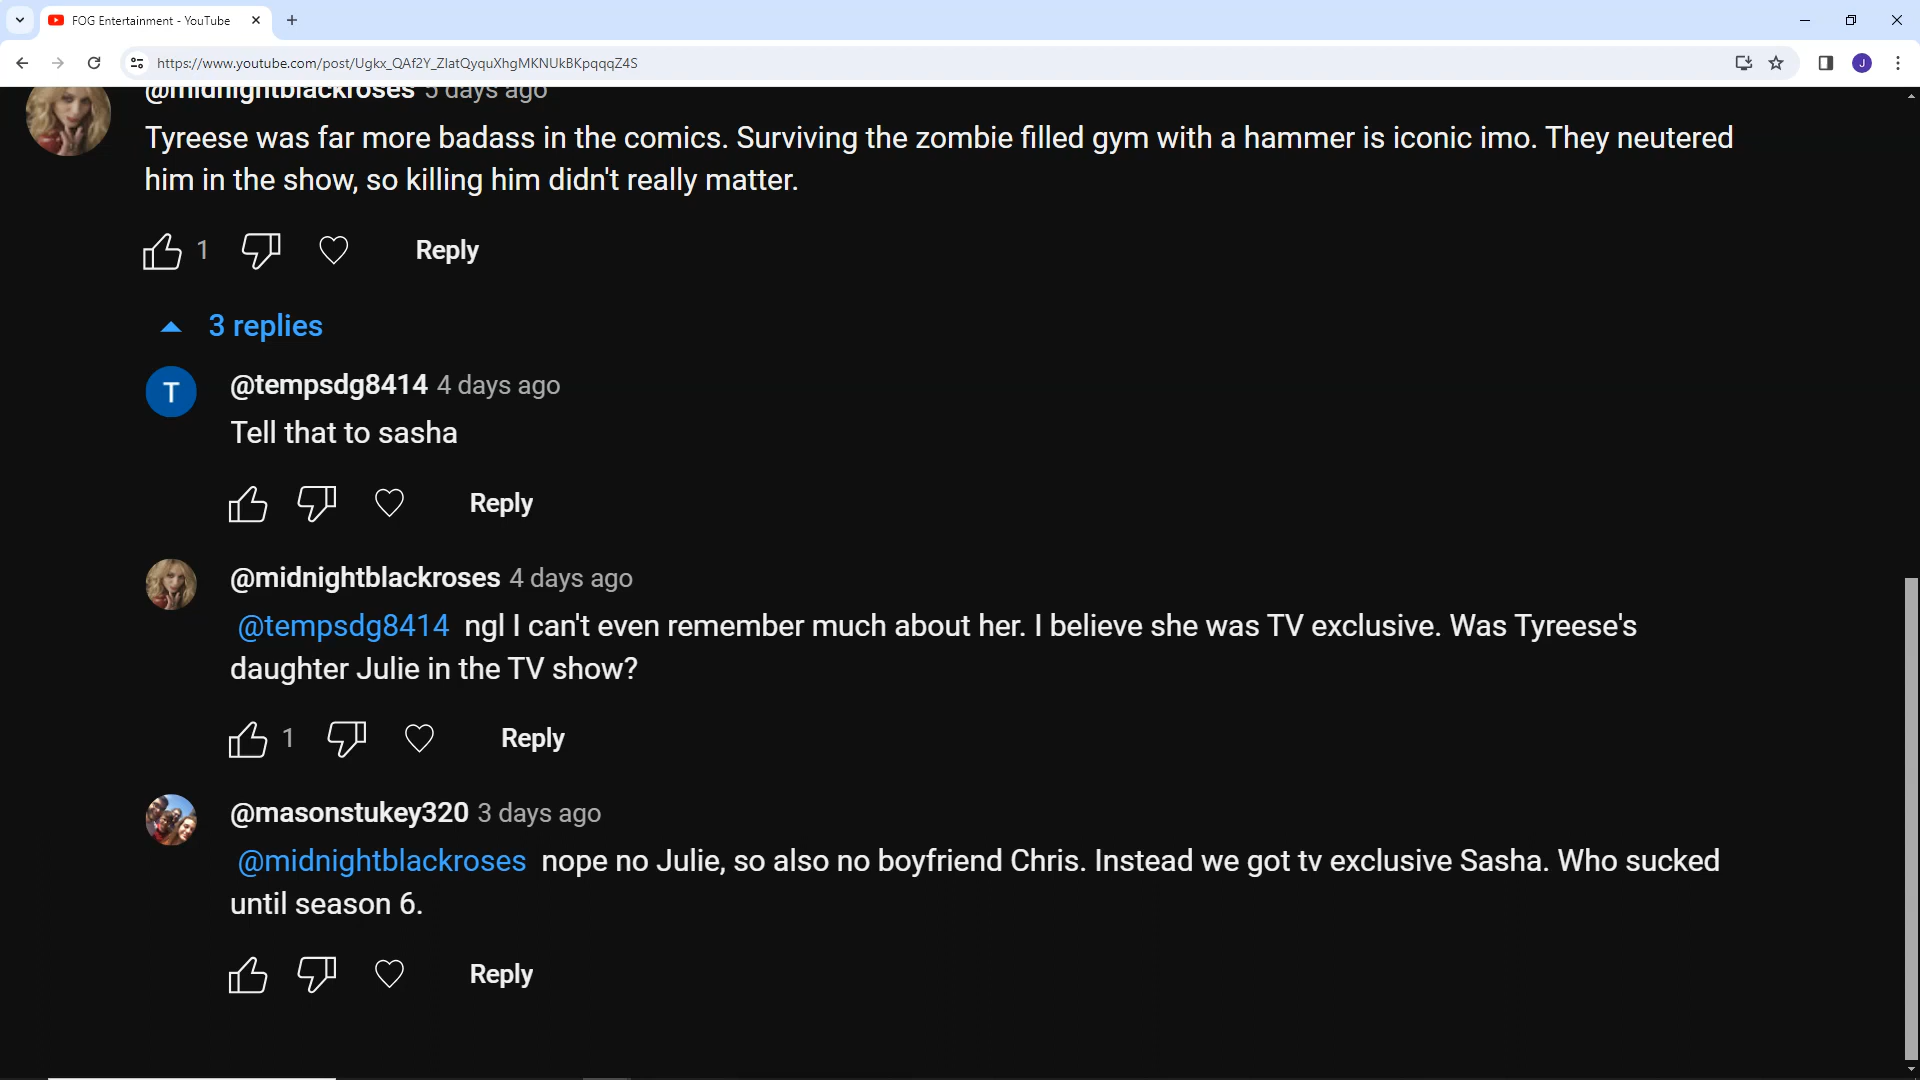 FOG Entertainment - YouTube
https://www.youtube.com/post/Ugkx_QAf2Y_ZlatQyquXhgMKNUkBKpqqqZ4S
J
@midnightblackroses 5 days ago
Tyreese was far more badass in the comics. Surviving the zombie filled gym with a hammer is iconic imo. They neutered
him in the show, so killing him didn't really matter.
1 Reply
3 replies
T
@tempsdg8414 4 days ago
Tell that to sasha
Reply
@midnightblackroses 4 days ago
@tempsdg8414 ngl I can't even remember much about her. I believe she was TV exclusive. Was Tyreese's
daughter Julie in the TV show?
1 Reply
@masonstukey320 3 days ago
@midnightblackroses nope no Julie, so also no boyfriend Chris. Instead we got tv exclusive Sasha. Who sucked
until season 6.
Reply